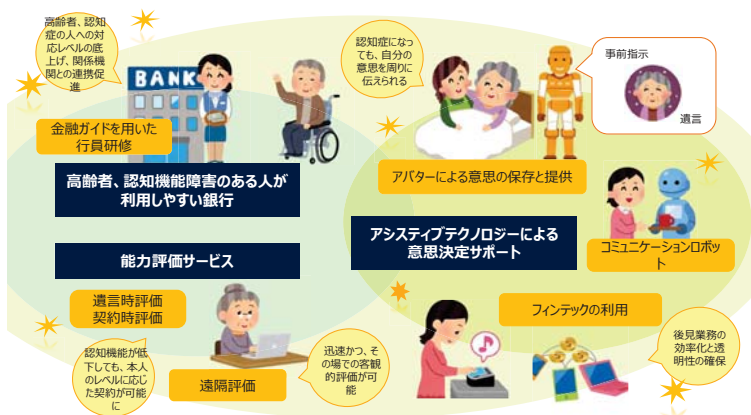 高齢者、認知
症の人への対
応レベルの底
上げ、関係機
関との連携促
進
BANK
金融ガイドを用いた
行員研修
高齢者、認知機能障害のある人が
利用しやすい銀行
能力評価サービス
遺言時評価
契約時評価
認知機能が低
下しても、本人
のレベルに応じ
た契約が可能
に
遠隔評価
迅速かつ、そ
の場での客観
的評価が可
能
認知症になっ
ても、自分の
意思を周りに
伝えられる
事前指示
遺言
アバターによる意思の保存と提供
アシスティブテクノロジーによる
意思決定サポート
コミュニケーションロボッ
ト
フィンテックの利用
後見業務の
効率化と透
明性の確保